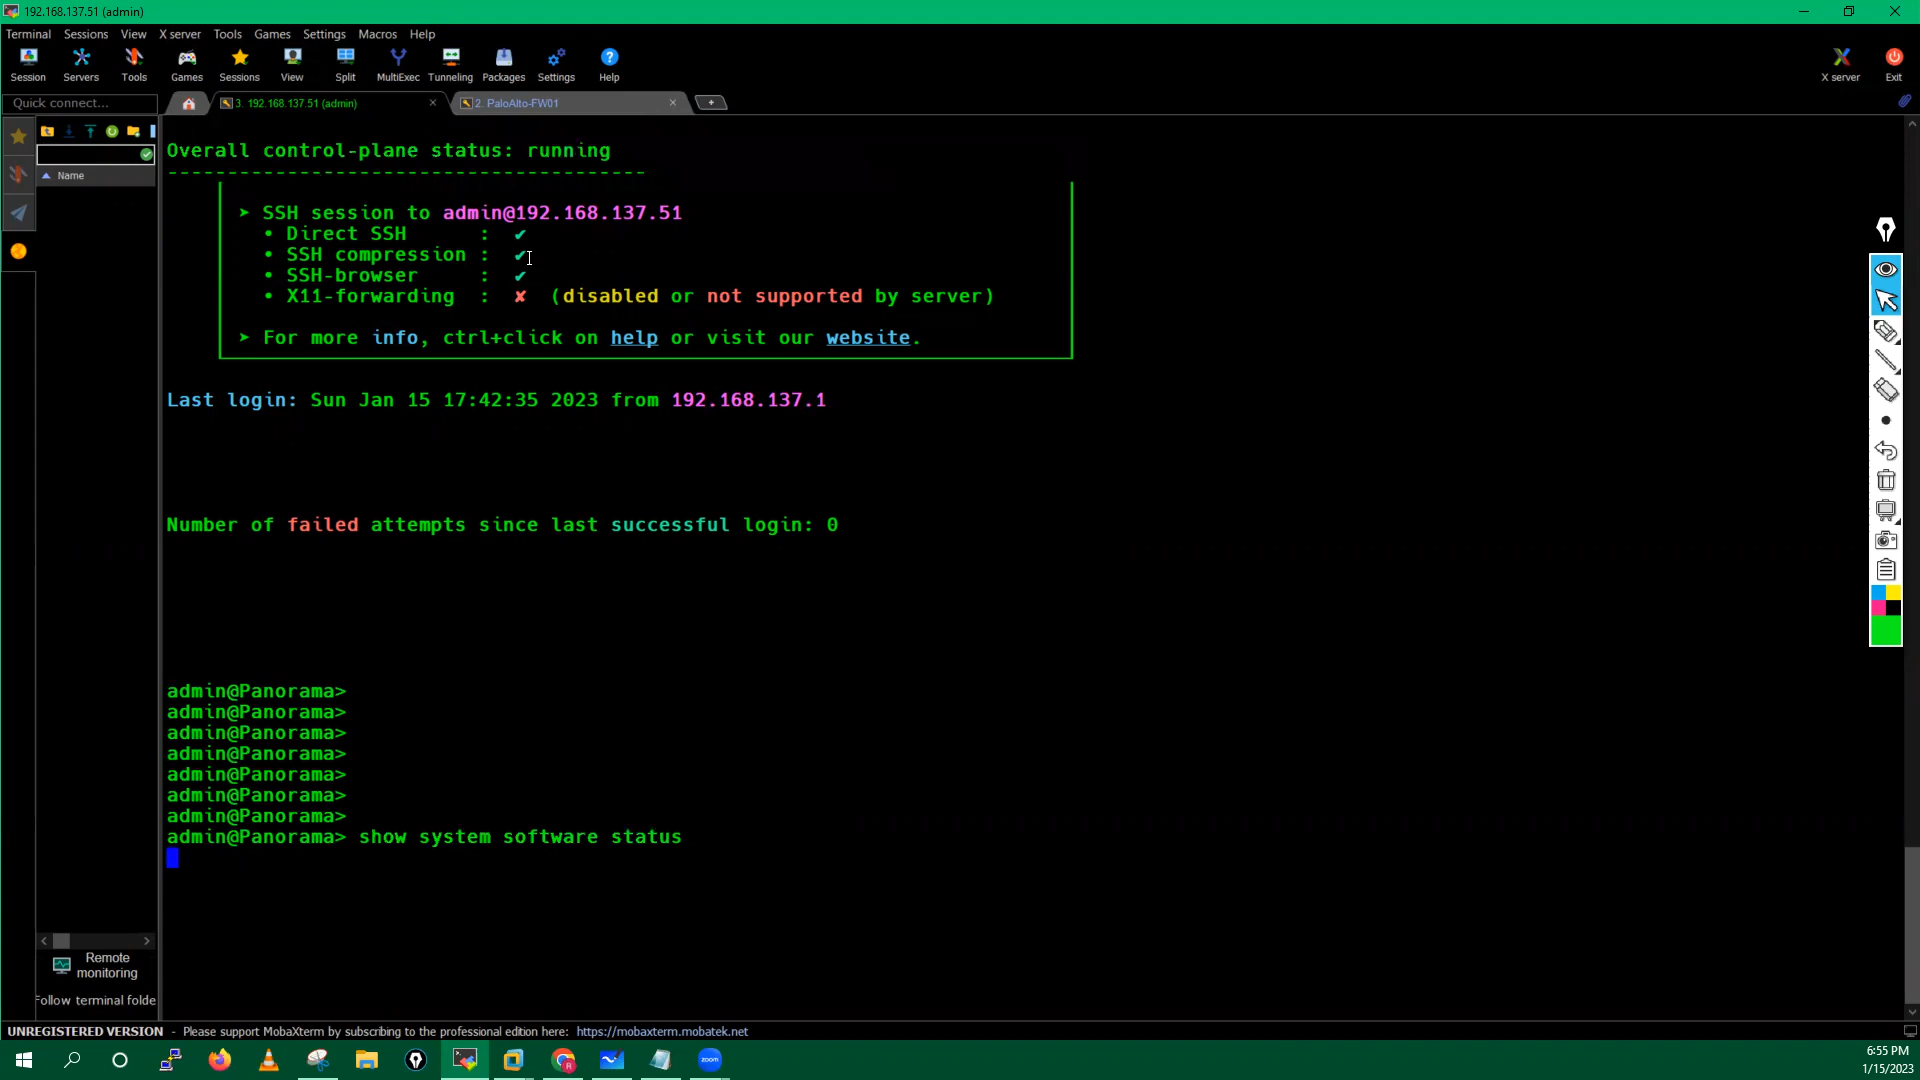 192.168.137.51 (admin)
Terminal Sessions View X server Tools Games Settings Macros Help
Session Servers Tools Games Sessions View Split MultiExec Tunneling Packages Settings Help X server Exit
Quick connect...
3. 192.168.137.51 (admin)
2. PaloAlto-FW01
Name
Overall control-plane status: running
----------------------------------------
➤ SSH session to admin@192.168.137.51
• Direct SSH : ✔
• SSH compression : ✔
• SSH-browser : ✔
• X11-forwarding : ✘ (disabled or not supported by server)
➤ For more info, ctrl+click on help or visit our website.
Last login: Sun Jan 15 17:42:35 2023 from 192.168.137.1
Number of failed attempts since last successful login: 0
admin@Panorama>
admin@Panorama>
admin@Panorama>
admin@Panorama>
admin@Panorama>
admin@Panorama>
admin@Panorama>
admin@Panorama> show system software status
Remote
monitoring
Follow terminal folde
UNREGISTERED VERSION - Please support MobaXterm by subscribing to the professional edition here: https://mobaxterm.mobatek.net
zoom
6:55 PM
1/15/2023